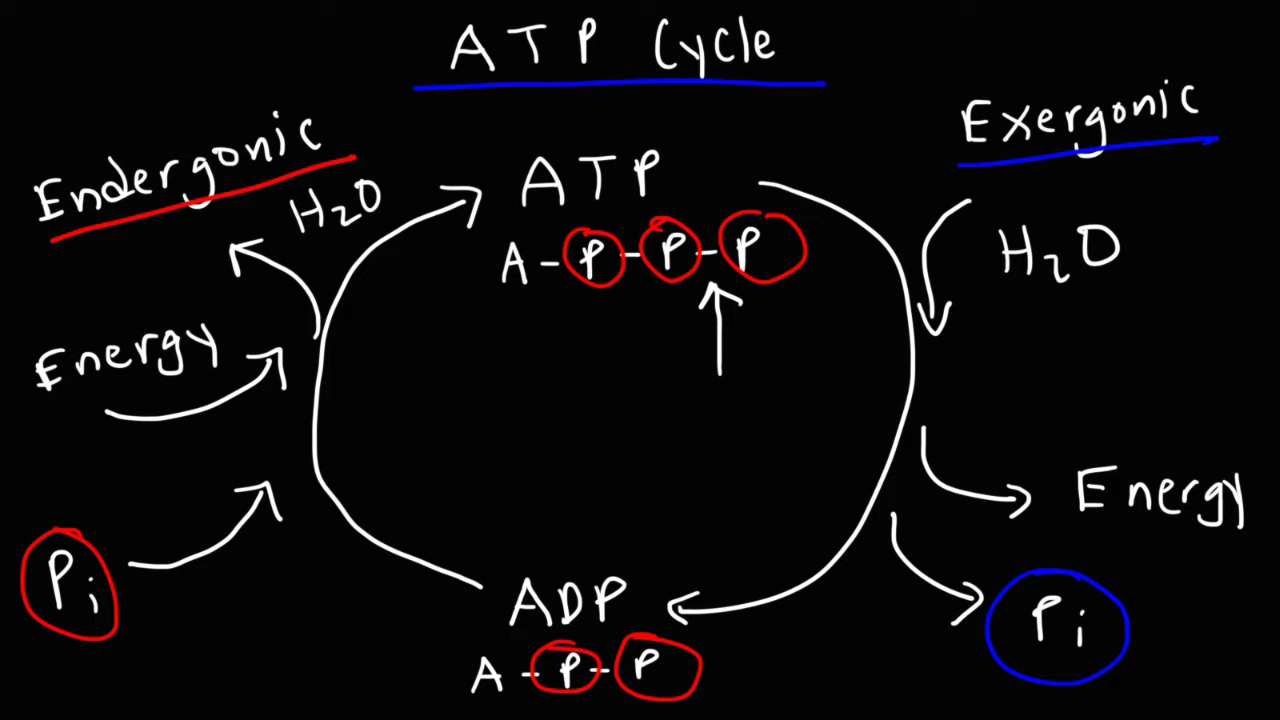 ATP Cycle
Endergonic
Exergonic
H2O
ATP
A-P-P-P
H2O
Energy
Energy
Pi
ADP
A-P-P
Pi